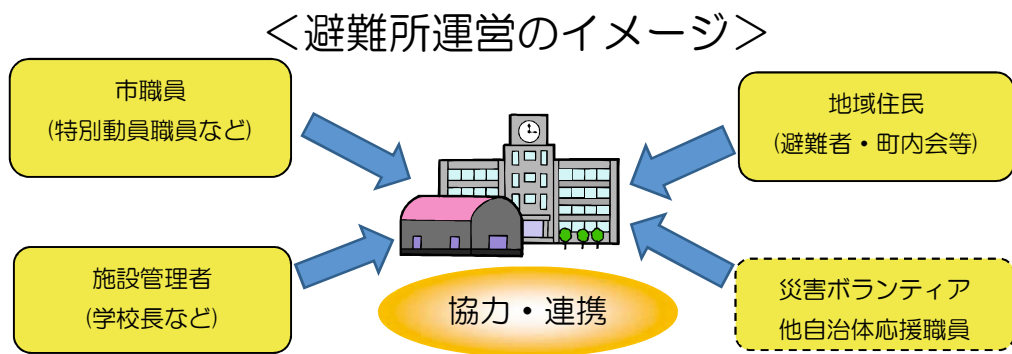 ＜避難所運営のイメージ＞
市職員
(特別動員職員など)
地域住民
(避難者・町内会等)
施設管理者
(学校長など)
協力・連携
災害ボランティア
他自治体応援職員